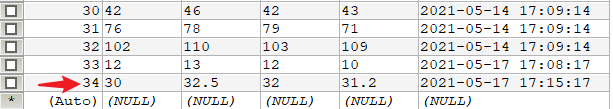 30 42 46 42 43 2021-05-14 17:09:14
31 76 78 79 71 2021-05-14 17:09:14
32 102 110 103 109 2021-05-14 17:09:14
33 12 13 12 10 2021-05-17 17:08:17
34 30 32.5 32 31.2 2021-05-17 17:15:17
* (Auto) (NULL) (NULL) (NULL) (NULL) (NULL)